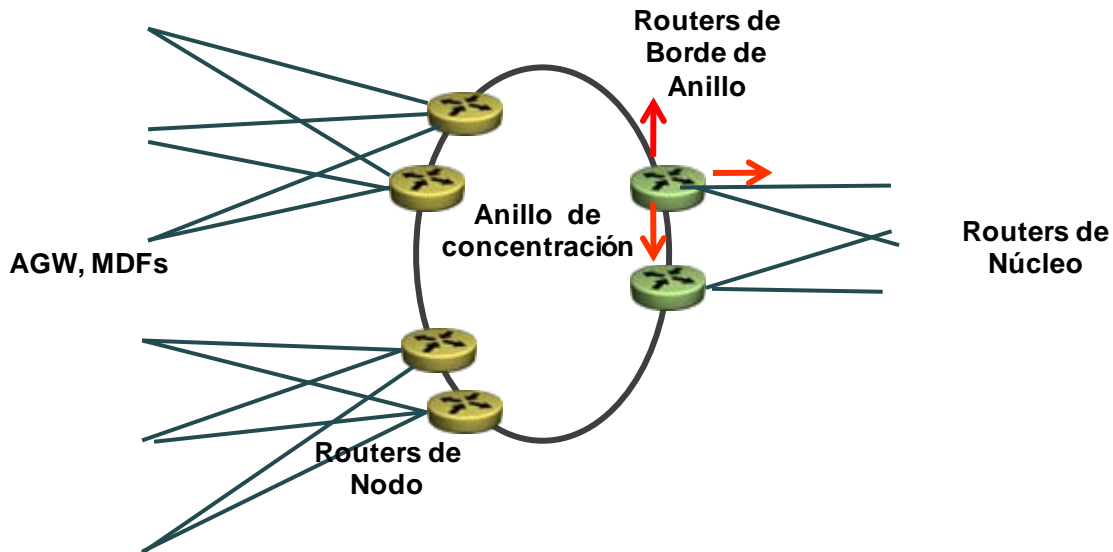 Routers de
Borde de
Anillo
Anillo de
concentración
AGW, MDFs
Routers de
Núcleo
Routers de
Nodo